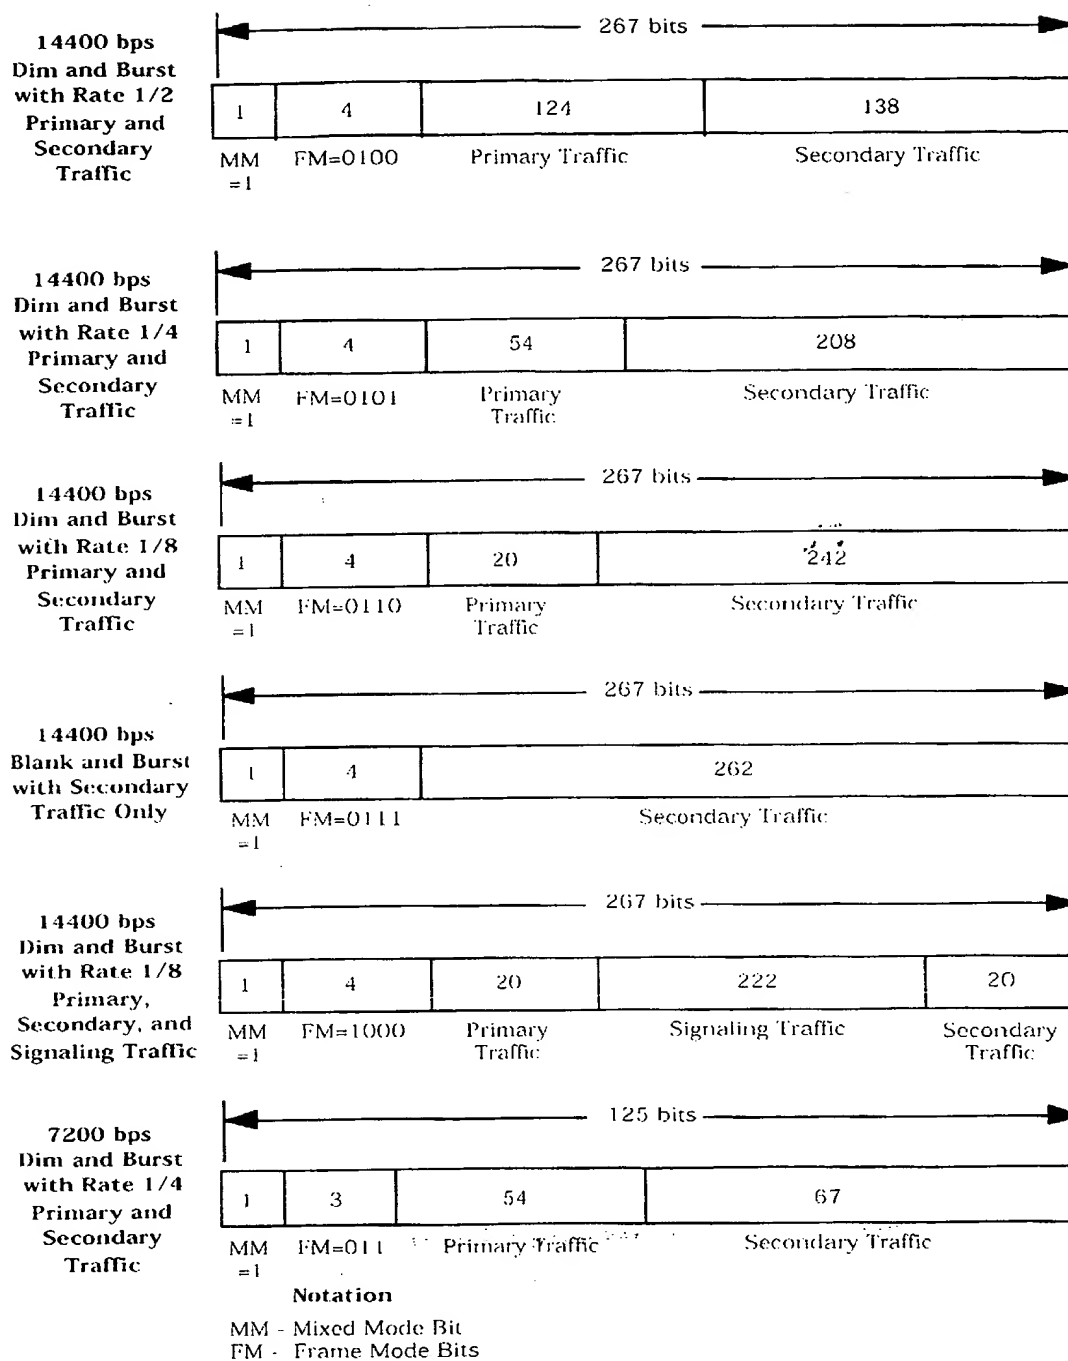 267 bits
14400 bps
Dim and Burst
with Rate 1/2
Primary and
Secondary
Traffic
1 4 124 138
MM FM=0100 Primary Traffic Secondary Traffic
=1
267 bits
14400 bps
Dim and Burst
with Rate 1/4
Primary and
Secondary
Traffic
1 4 54 208
MM FM=0101 Primary Secondary Traffic
=1 Traffic
267 bits
14400 bps
Dim and Burst
with Rate 1/8
Primary and
Secondary
Traffic
1 4 20 242
MM FM=0110 Primary Secondary Traffic
=1 Traffic
267 bits
14400 bps
Blank and Burst
with Secondary
Traffic Only
1 4 262
MM FM=0111 Secondary Traffic
=1
267 bits
14400 bps
Dim and Burst
with Rate 1/8
Primary,
Secondary, and
Signaling Traffic
1 4 20 222 20
MM FM=1000 Primary Signaling Traffic Secondary
=1 Traffic Traffic
125 bits
7200 bps
Dim and Burst
with Rate 1/4
Primary and
Secondary
Traffic
1 3 54 67
MM FM=011 Primary Traffic Secondary Traffic
=1
Notation
MM - Mixed Mode Bit
FM - Frame Mode Bits